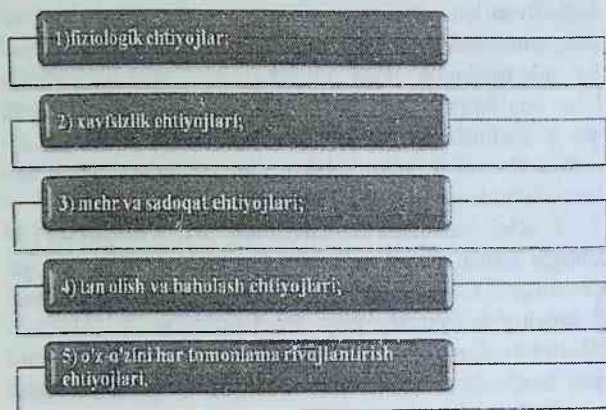 1)fiziologik ehtiyojlar;
2) xavfsizlik ehtiyojlari;
3) mehr va sadoqat ehtiyojlari;
4) tan olish va baholash ehtiyojlari;
5) o'z-o'zini har tomonlama rivojlantirish
ehtiyojlari.